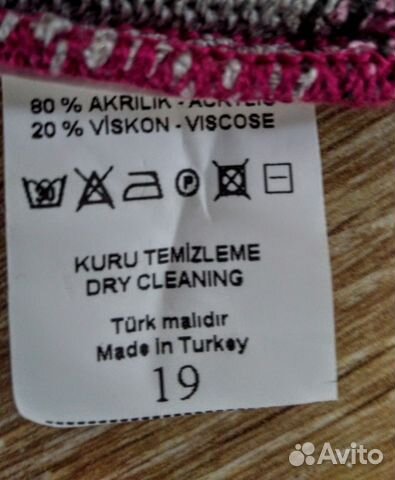 80 % AKRİLİK - ACRYLIC
20 % VİSKON - VISCOSE
30
P
KURU TEMİZLEME
DRY CLEANING
Türk malıdır
Made in Turkey
19
Avito